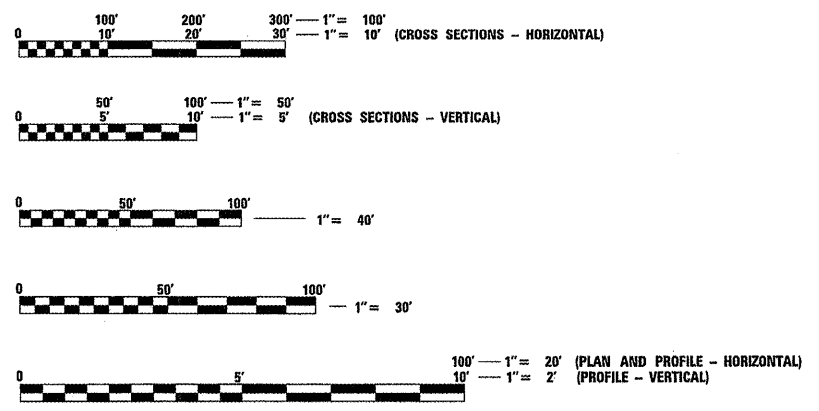 100' 200' 300' — 1"= 100'
0 10' 20' 30' — 1"= 10' (CROSS SECTIONS – HORIZONTAL)
50' 100' — 1"= 50'
0 5' 10' — 1"= 5' (CROSS SECTIONS – VERTICAL)
0 50' 100'
1"= 40'
0 50' 100'
1"= 30'
100' — 1"= 20' (PLAN AND PROFILE – HORIZONTAL)
0 5' 10' — 1"= 2' (PROFILE – VERTICAL)